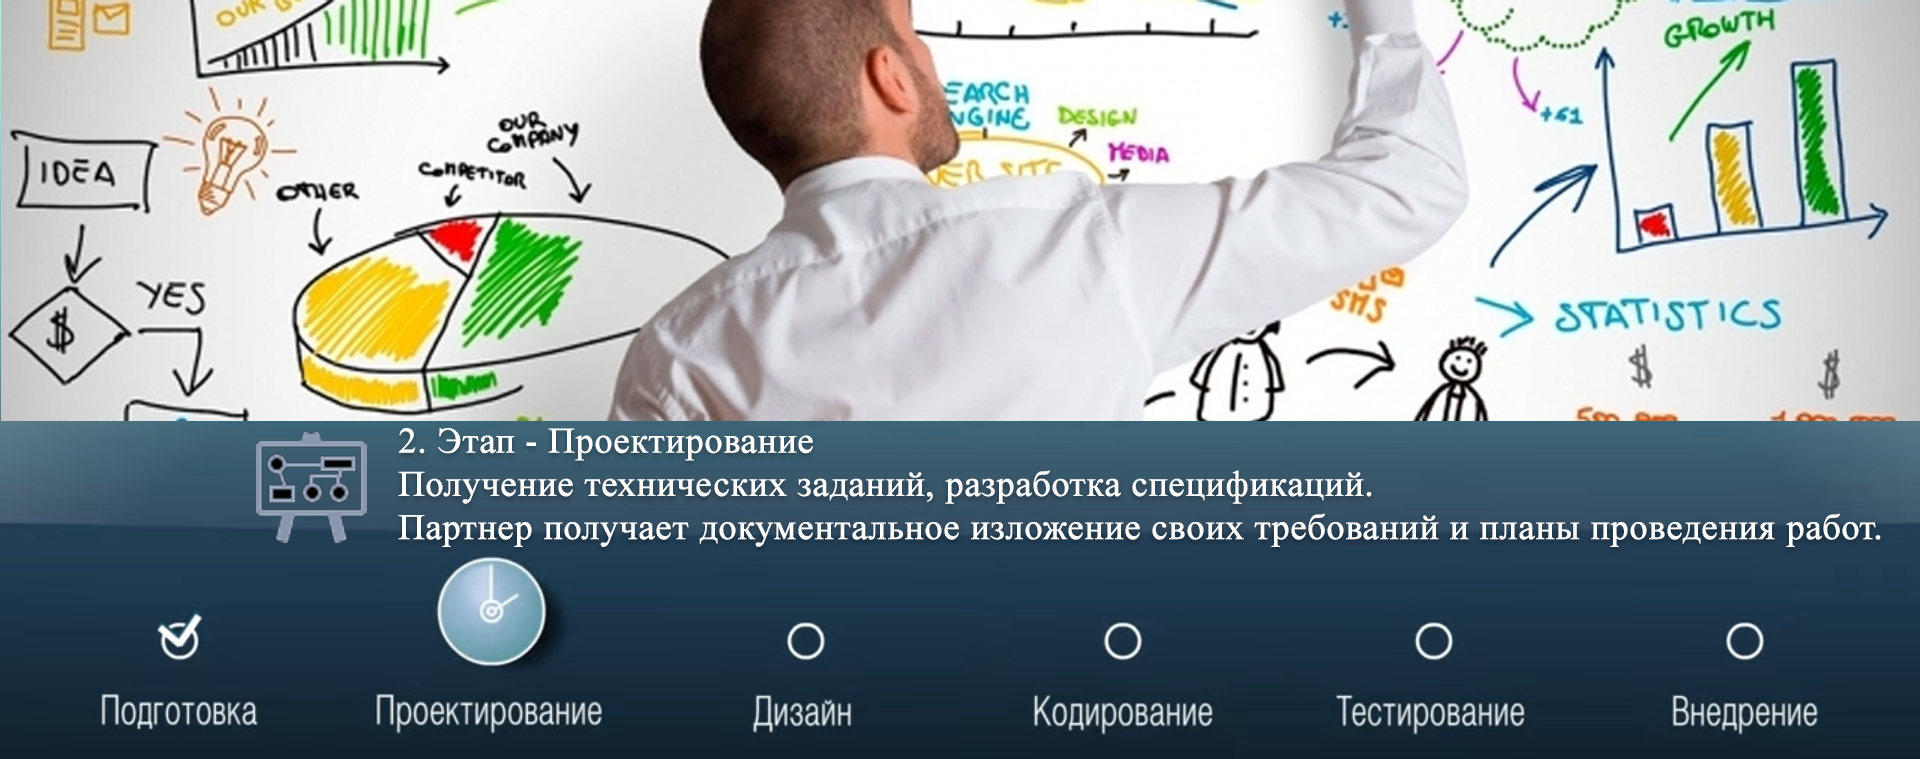 GROWTH
EARCH
NGINE
DESIGN
MEDIA
+61
OUR
COMPANY
COMPETITOR
OTHER
IDEA
YES
$
SMS
STATISTICS
$ $
2. Этап - Проектирование
Получение технических заданий, разработка спецификаций.
Партнер получает документальное изложение своих требований и планы проведения работ.
Подготовка
Проектирование
Дизайн
Кодирование
Тестирование
Внедрение